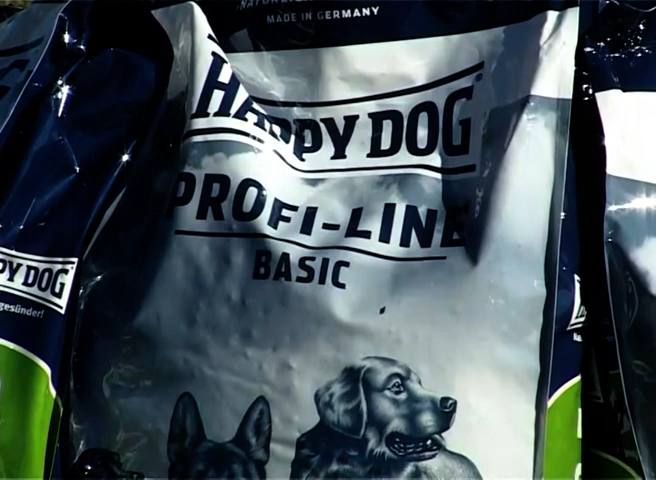 MADE IN GERMANY
HAPPY DOG
PROFI-LINE
BASIC
PY DOG
gesünder!